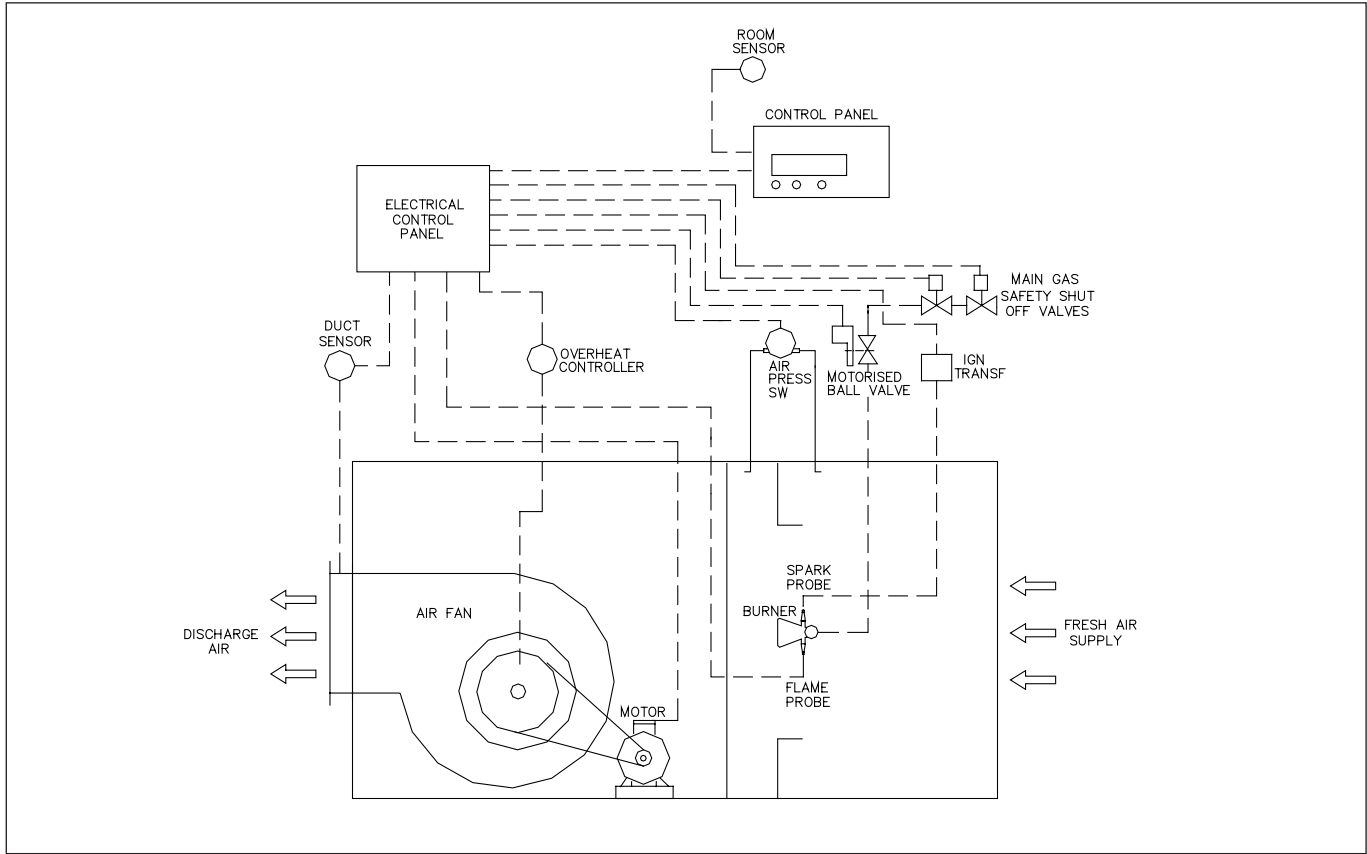 ROOM
SENSOR
CONTROL PANEL
ELECTRICAL
CONTROL
PANEL
MAIN GAS
SAFETY SHUT
OFF VALVES
DUCT
SENSOR
OVERHEAT
CONTROLLER
AIR
PRESS
SW
MOTORISED
BALL VALVE
IGN
TRANSF
SPARK
PROBE
BURNER
AIR FAN
DISCHARGE
AIR
FRESH AIR
SUPPLY
FLAME
PROBE
MOTOR